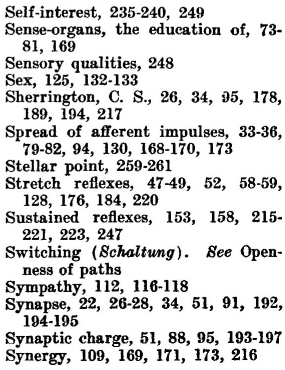 Self-interest, 235-240, 249
Sense-organs, the education of, 73-
81, 169
Sensory qualities, 248
Sex, 125, 132-133
Sherrington, C. S., 26, 34, 95, 178,
189, 194, 217
Spread of afferent impulses, 33-36,
79-82, 94, 130, 168-170, 173
Stellar point, 259-261
Stretch reflexes, 47-49, 52, 58-59,
128, 176, 184, 220
Sustained reflexes, 153, 158, 215-
221, 223, 247
Switching (Schaltung). See Open-
ness of paths
Sympathy, 112, 116-118
Synapse, 22, 26-28, 34, 51, 91, 192,
194-195
Synaptic charge, 51, 88, 95, 193-197
Synergy, 109, 169, 171, 173, 216